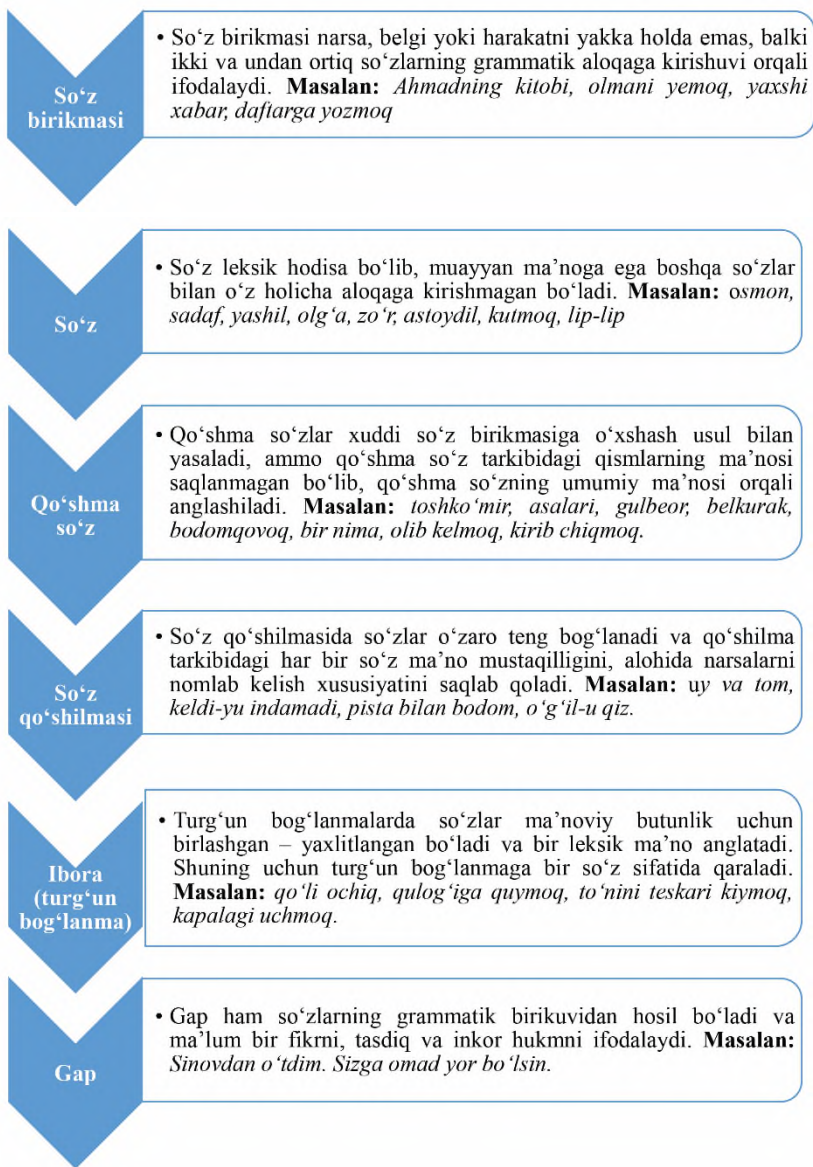 So‘z
birikmasi
• So‘z birikmasi narsa, belgi yoki harakatni yakka holda emas, balki
ikki va undan ortiq so‘zlarning grammatik aloqaga kirishuvi orqali
ifodalaydi. Masalan: Ahmadning kitobi, olmani yemoq, yaxshi
xabar, daftarga yozmoq
So‘z
• So‘z leksik hodisa bo‘lib, muayyan ma’noga ega boshqa so‘zlar
bilan o‘z holicha aloqaga kirishmagan bo‘ladi. Masalan: osmon,
sadaf, yashil, olg‘a, zo‘r, astoydil, kutmoq, lip-lip
Qo‘shma
so‘z
• Qo‘shma so‘zlar xuddi so‘z birikmasiga o‘xshash usul bilan
yasaladi, ammo qo‘shma so‘z tarkibidagi qismlarning ma’nosi
saqlanmagan bo‘lib, qo‘shma so‘zning umumiy ma’nosi orqali
anglashiladi. Masalan: toshko‘mir, asalari, gulbeor, belkurak,
bodomqovoq, bir nima, olib kelmoq, kirib chiqmoq.
So‘z
qo‘shilmasi
• So‘z qo‘shilmasida so‘zlar o‘zaro teng bog‘lanadi va qo‘shilma
tarkibidagi har bir so‘z ma’no mustaqilligini, alohida narsalarni
nomlab kelish xususiyatini saqlab qoladi. Masalan: uy va tom,
keldi-yu indamadi, pista bilan bodom, o‘g‘il-u qiz.
Ibora
(turg‘un
bog‘lanma)
• Turg‘un bog‘lanmalarda so‘zlar ma’noviy butunlik uchun
birlashgan – yaxlitlangan bo‘ladi va bir leksik ma’no anglatadi.
Shuning uchun turg‘un bog‘lanmaga bir so‘z sifatida qaraladi.
Masalan: qo‘li ochiq, qulog‘iga quymoq, to‘nini teskari kiymoq,
kapalagi uchmoq.
Gap
• Gap ham so‘zlarning grammatik birikuvidan hosil bo‘ladi va
ma’lum bir fikrni, tasdiq va inkor hukmni ifodalaydi. Masalan:
Sinovdan o‘tdim. Sizga omad yor bo‘lsin.